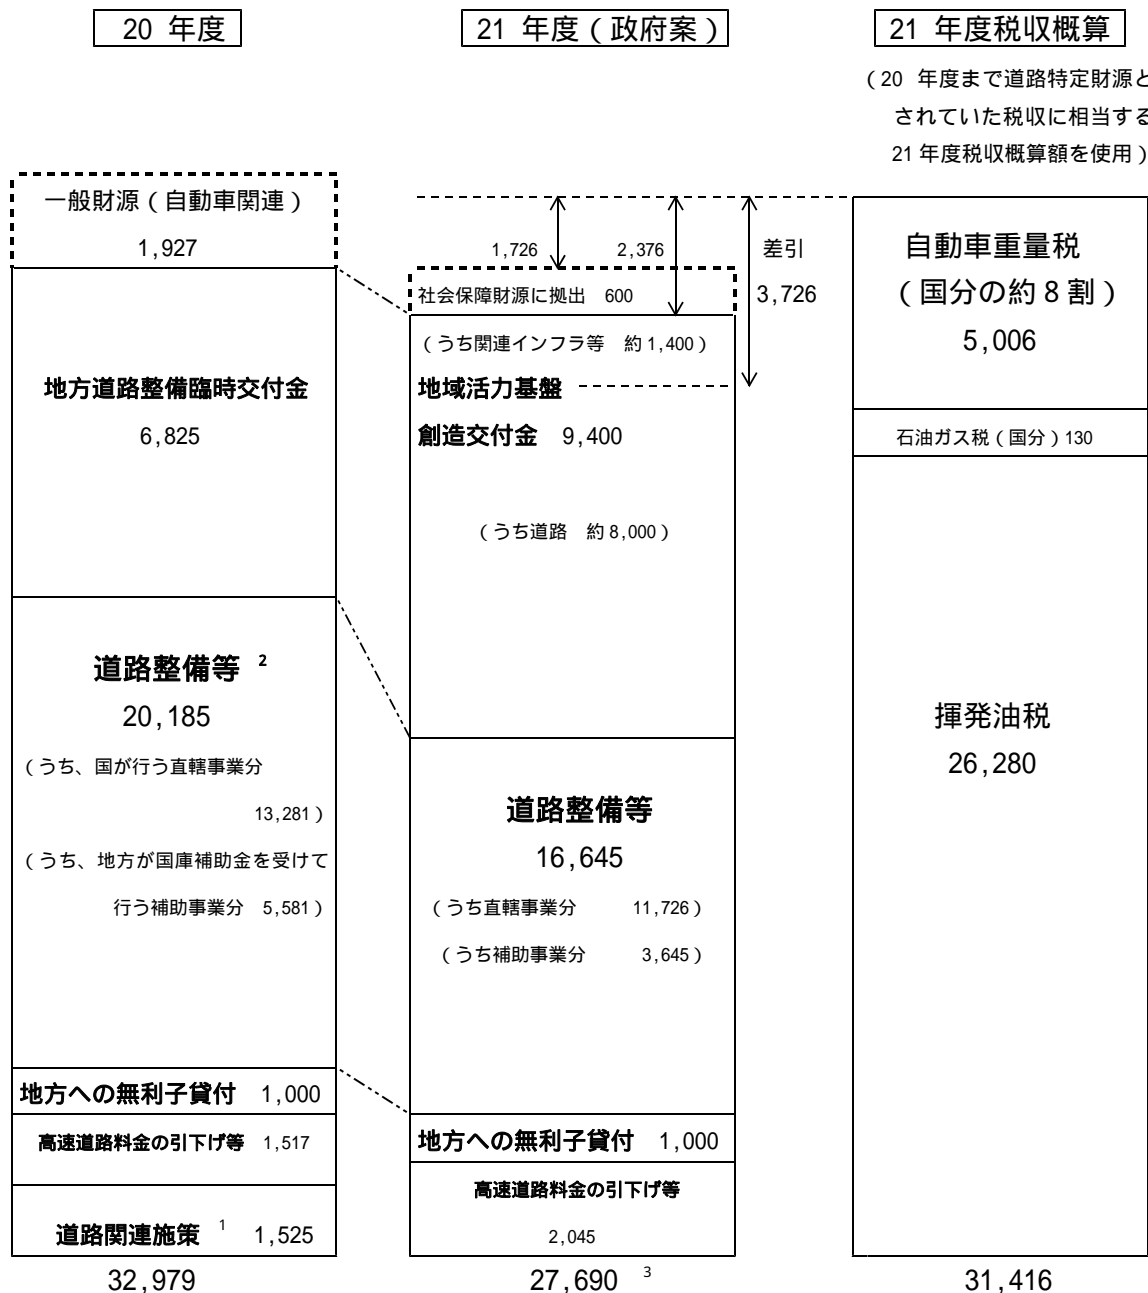 20 年度
21 年度（政府案）
21 年度税収概算
（20 年度まで道路特定財源と
されていた税収に相当する
21 年度税収概算額を使用）
一般財源（自動車関連）
1,927
地方道路整備臨時交付金
6,825
道路整備等 2
20,185
（うち、国が行う直轄事業分
13,281）
（うち、地方が国庫補助金を受けて
行う補助事業分 5,581）
地方への無利子貸付 1,000
高速道路料金の引下げ等 1,517
道路関連施策 1 1,525
32,979
1,726
2,376
差引
3,726
社会保障財源に拠出 600
（うち関連インフラ等 約1,400）
地域活力基盤
創造交付金 9,400
（うち道路 約8,000）
道路整備等
16,645
（うち直轄事業分 11,726）
（うち補助事業分 3,645）
地方への無利子貸付 1,000
高速道路料金の引下げ等
2,045
27,690 3
自動車重量税
（国分の約8割）
5,006
石油ガス税（国分）130
揮発油税
26,280
31,416